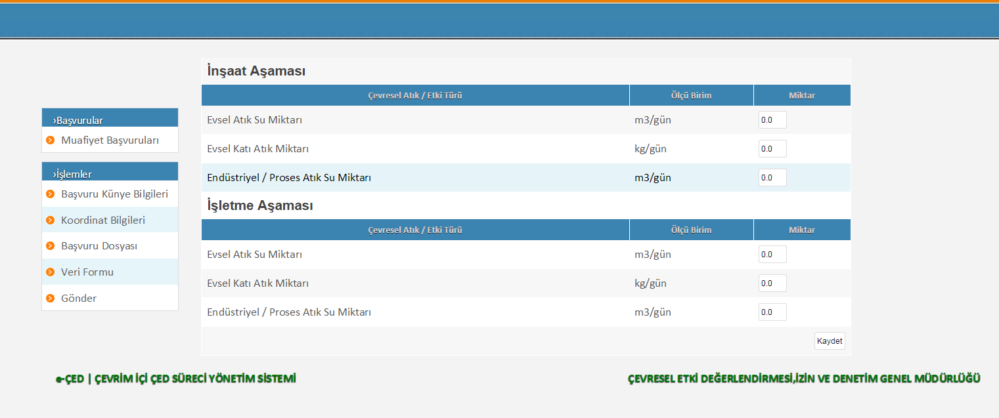 ›Başvurular
Muafiyet Başvuruları
›İşlemler
Başvuru Künye Bilgileri
Koordinat Bilgileri
Başvuru Dosyası
Veri Formu
Gönder
İnşaat Aşaması
Çevresel Atık / Etki Türü Ölçü Birim Miktar
Evsel Atık Su Miktarı m3/gün 0.0
Evsel Katı Atık Miktarı kg/gün 0.0
Endüstriyel / Proses Atık Su Miktarı m3/gün 0.0
İşletme Aşaması
Çevresel Atık / Etki Türü Ölçü Birim Miktar
Evsel Atık Su Miktarı m3/gün 0.0
Evsel Katı Atık Miktarı kg/gün 0.0
Endüstriyel / Proses Atık Su Miktarı m3/gün 0.0
Kaydet
e-ÇED | ÇEVRİM İÇİ ÇED SÜRECİ YÖNETİM SİSTEMİ
ÇEVRESEL ETKİ DEĞERLENDİRMESİ,İZİN VE DENETİM GENEL MÜDÜRLÜĞÜ